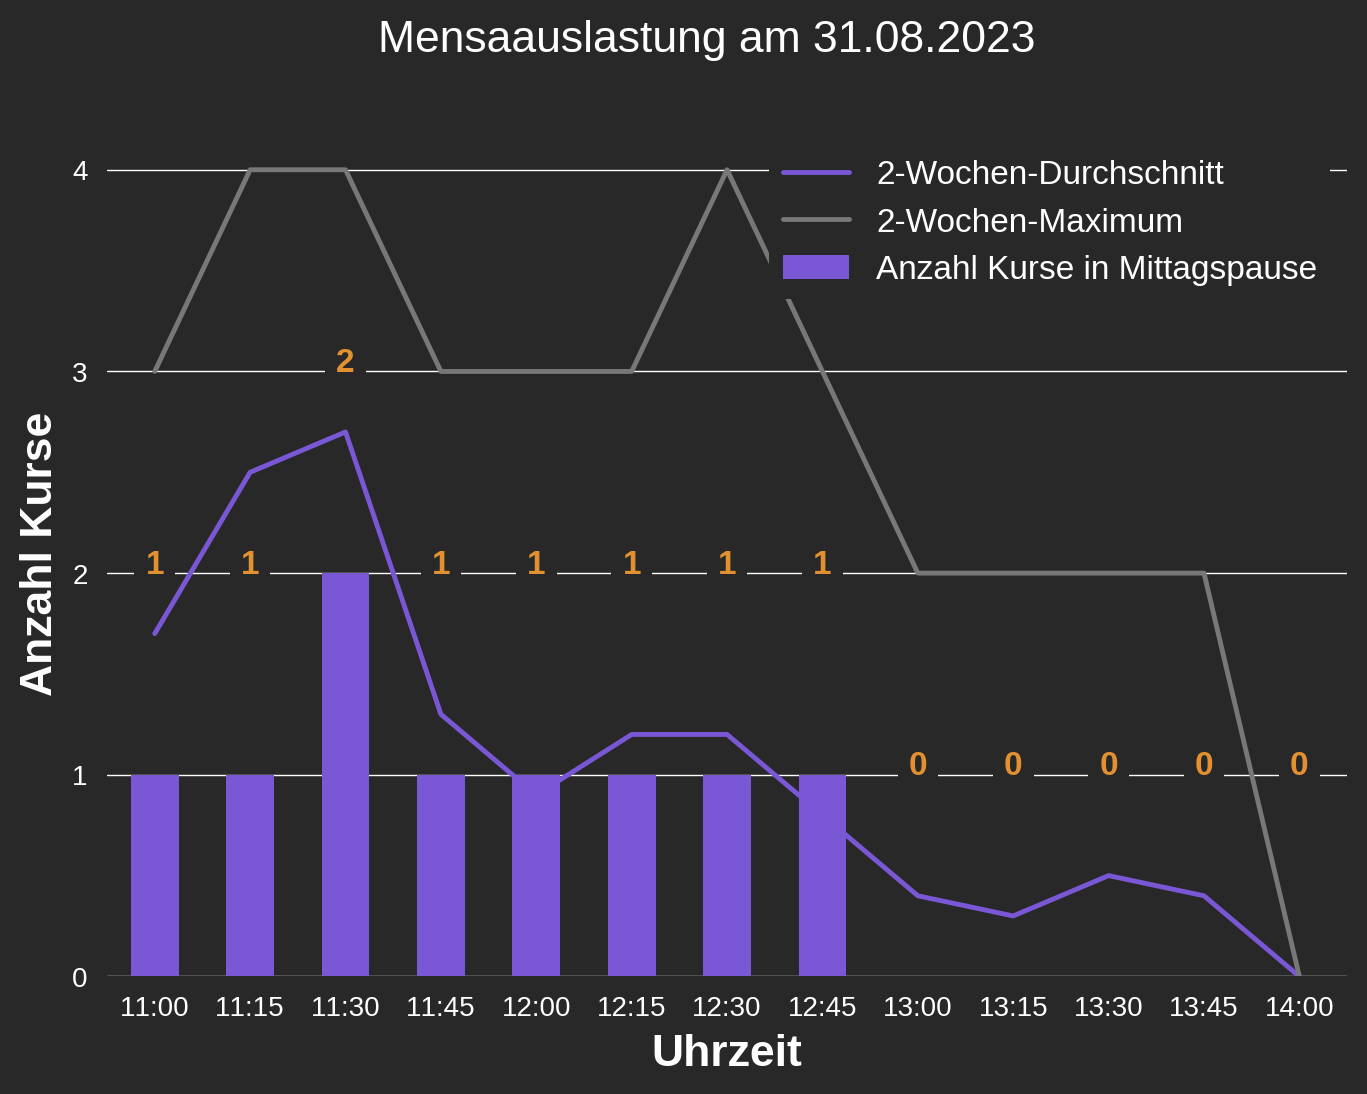 Mensaauslastung am 31.08.2023
2-Wochen-Durchschnitt
2-Wochen-Maximum
Anzahl Kurse in Mittagspause
Anzahl Kurse
4
3
2
1
0
2
1 1 1 1 1 1 1
0 0 0 0 0
11:00 11:15 11:30 11:45 12:00 12:15 12:30 12:45 13:00 13:15 13:30 13:45 14:00
Uhrzeit